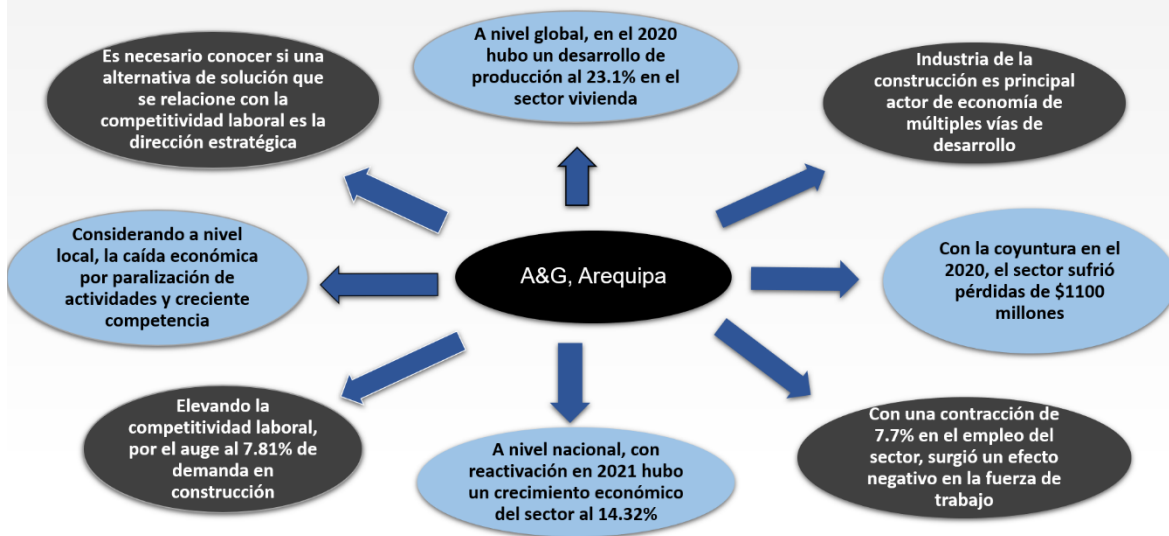 A nivel global, en el 2020
hubo un desarrollo de
producción al 23.1% en el
sector vivienda
Industria de la
construcción es principal
actor de economía de
múltiples vías de
desarrollo
Con la coyuntura en el
2020, el sector sufrió
pérdidas de $1100
millones
Con una contracción de
7.7% en el empleo del
sector, surgió un efecto
negativo en la fuerza de
trabajo
A nivel nacional, con
reactivación en 2021 hubo
un crecimiento económico
del sector al 14.32%
Elevando la
competitividad laboral,
por el auge al 7.81% de
demanda en
construcción
Considerando a nivel
local, la caída económica
por paralización de
actividades y creciente
competencia
Es necesario conocer si una
alternativa de solución que
se relacione con la
competitividad laboral es la
dirección estratégica
A&G, Arequipa